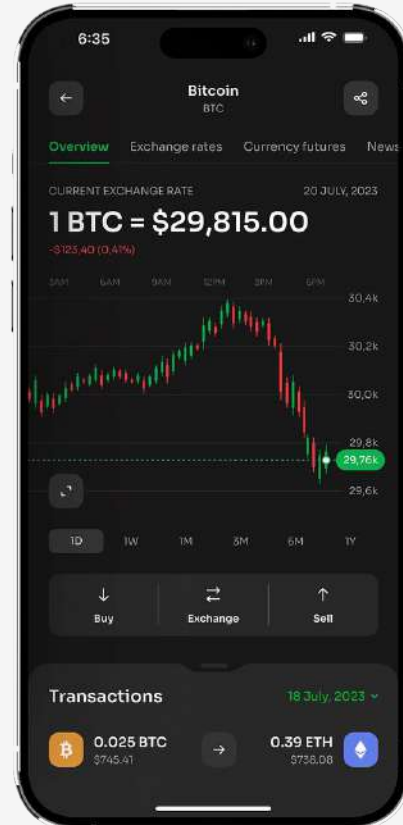 6:35
Bitcoin
BTC
Overview Exchange rates Currency futures News
CURRENT EXCHANGE RATE 20 JULY, 2023
1 BTC = $29,815.00
-$123,40 (0,41%)
3AM 6AM 9AM 12PM 3PM 6PM
30,4k
30,2k
30,0k
29,8k
29,76k
29,6k
1D 1W 1M 3M 6M 1Y
Buy Exchange Sell
Transactions 18 July, 2023
0.025 BTC 0.39 ETH
$745.41 $738.08